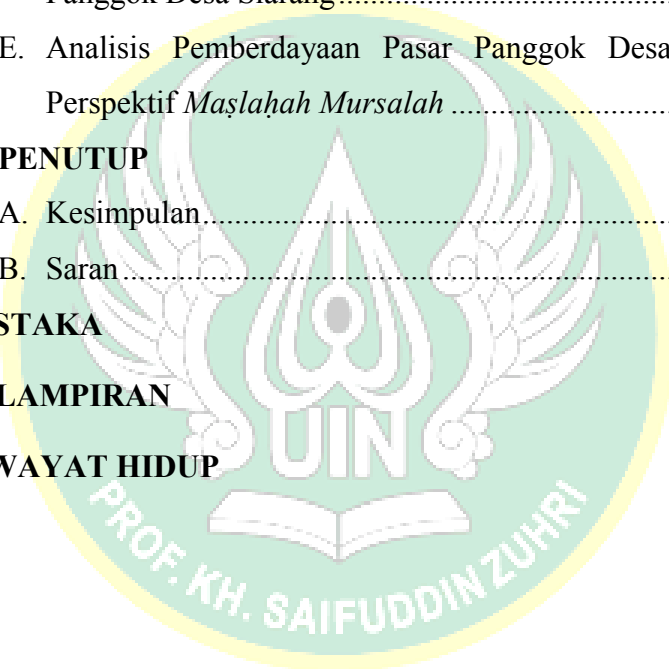 Panggok Desa Slarang..............................................
E. Analisis Pemberdayaan Pasar Panggok Desa
Perspektif Maṣlaḥah Mursalah ..............................
PENUTUP
A. Kesimpulan..............................................................
B. Saran.........................................................................
STAKA
LAMPIRAN
WAYAT HIDUP
UIN
PROF. KH. SAIFUDDIN ZUHRI